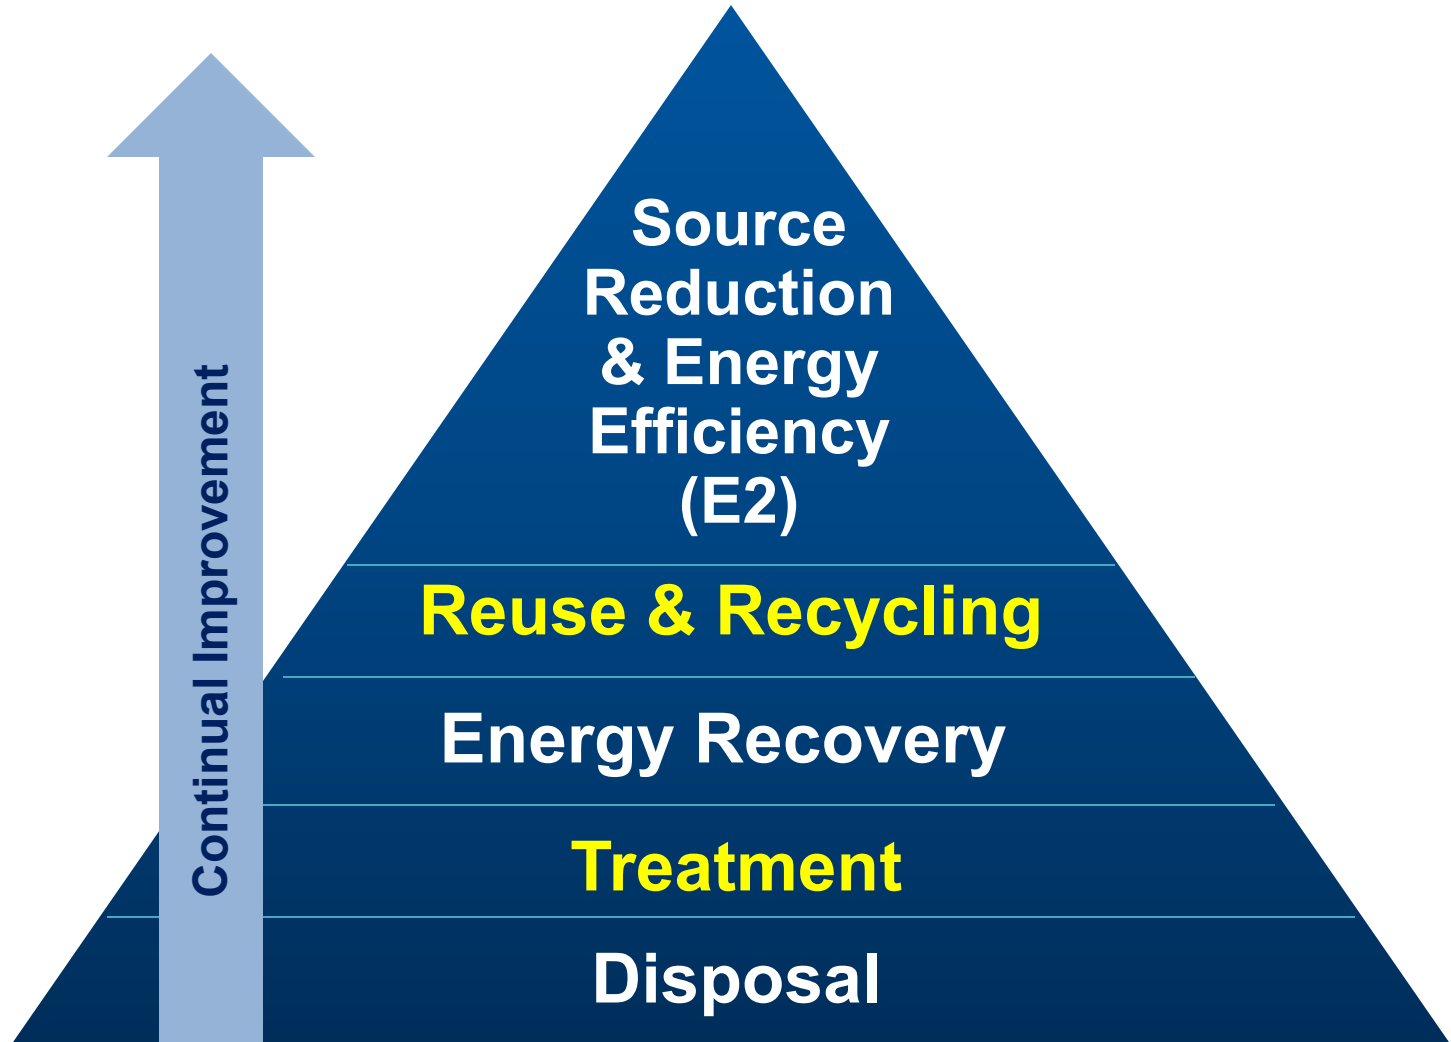 Source
Reduction
& Energy
Efficiency
(E2)
Reuse & Recycling
Energy Recovery
Treatment
Disposal
Continual Improvement